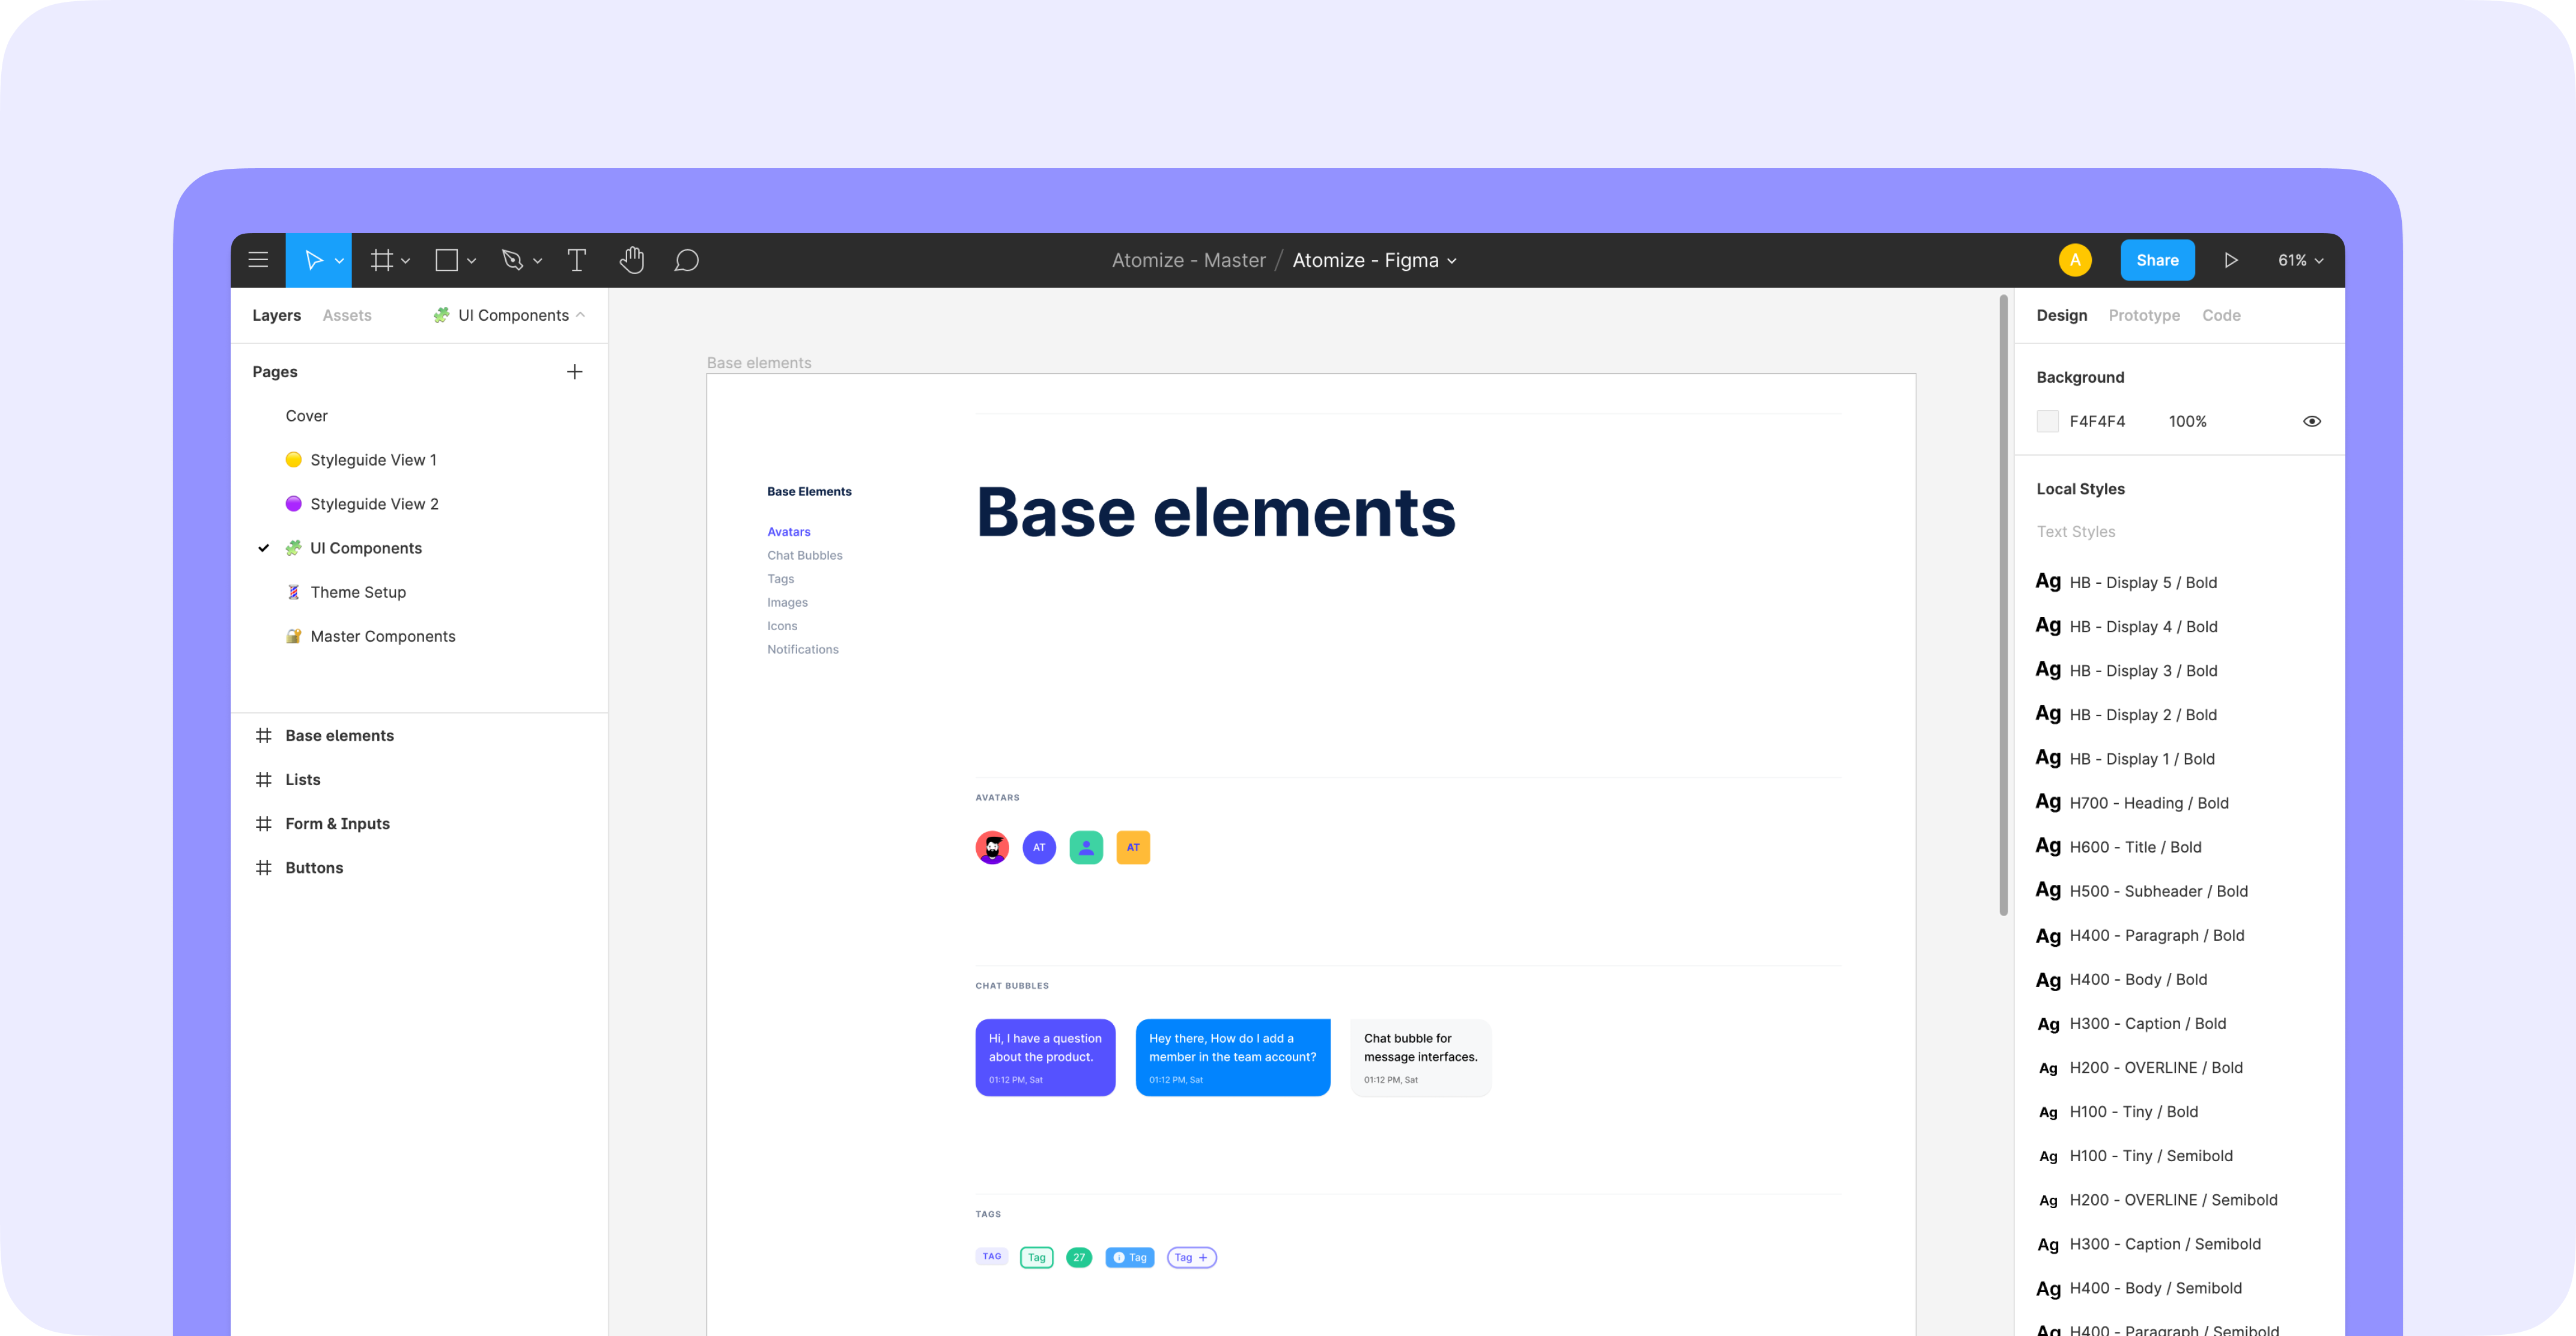 Atomize - Master / Atomize - Figma
A
Share
61%
Layers
Assets
UI Components
Pages
Cover
Styleguide View 1
Styleguide View 2
UI Components
Theme Setup
Master Components
Base elements
Lists
Form & Inputs
Buttons
Base elements
Base Elements
Avatars
Chat Bubbles
Tags
Images
Icons
Notifications
Base elements
AVATARS
AT
AT
CHAT BUBBLES
Hi, I have a question
about the product.
01:12 PM, Sat
Hey there, How do I add a
member in the team account?
01:12 PM, Sat
Chat bubble for
message interfaces.
01:12 PM, Sat
TAGS
TAG
Tag
27
Tag
Tag +
Design
Prototype
Code
Background
F4F4F4 100%
Local Styles
Text Styles
Ag HB - Display 5 / Bold
Ag HB - Display 4 / Bold
Ag HB - Display 3 / Bold
Ag HB - Display 2 / Bold
Ag HB - Display 1 / Bold
Ag H700 - Heading / Bold
Ag H600 - Title / Bold
Ag H500 - Subheader / Bold
Ag H400 - Paragraph / Bold
Ag H400 - Body / Bold
Ag H300 - Caption / Bold
Ag H200 - OVERLINE / Bold
Ag H100 - Tiny / Bold
Ag H100 - Tiny / Semibold
Ag H200 - OVERLINE / Semibold
Ag H300 - Caption / Semibold
Ag H400 - Body / Semibold
Ag H400 - Paragraph / Semibold